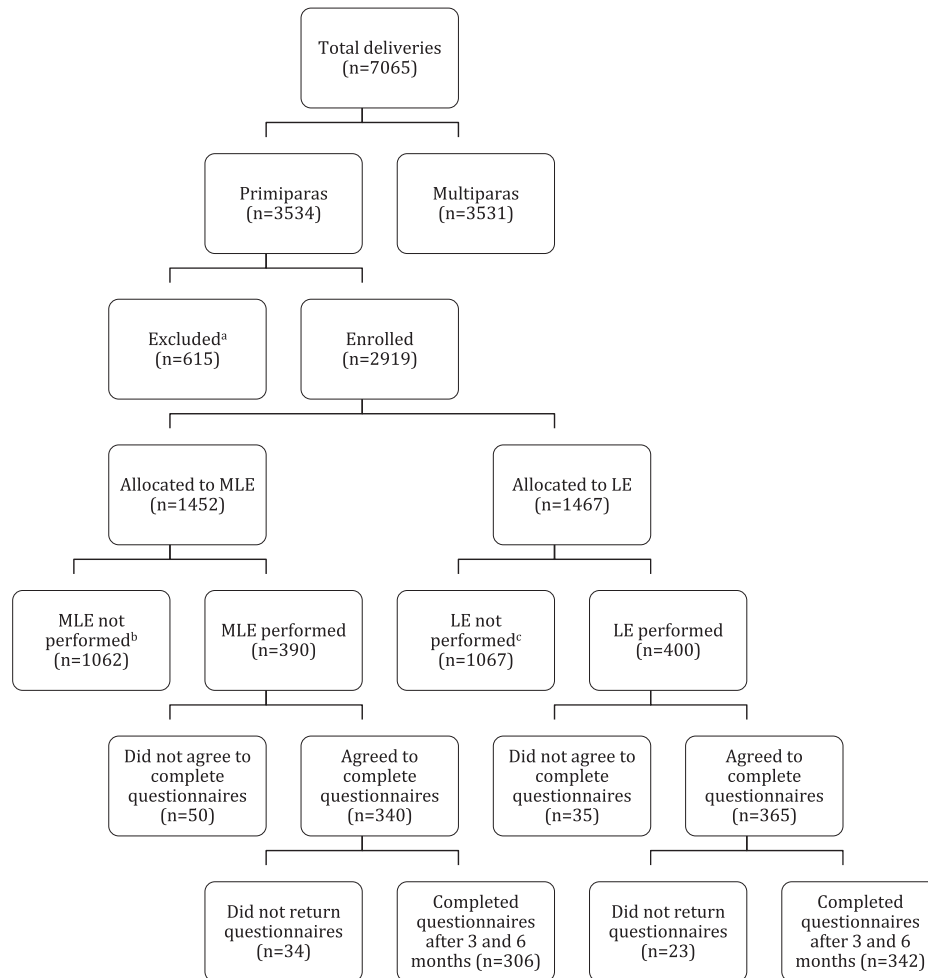 Total deliveries
(n=7065)
Primiparas
(n=3534)
Multiparas
(n=3531)
Excludedᵃ
(n=615)
Enrolled
(n=2919)
Allocated to MLE
(n=1452)
Allocated to LE
(n=1467)
MLE not
performedᵇ
(n=1062)
MLE performed
(n=390)
LE not
performedᶜ
(n=1067)
LE performed
(n=400)
Did not agree to
complete
questionnaires
(n=50)
Agreed to
complete
questionnaires
(n=340)
Did not agree to
complete
questionnaires
(n=35)
Agreed to
complete
questionnaires
(n=365)
Did not return
questionnaires
(n=34)
Completed
questionnaires
after 3 and 6
months (n=306)
Did not return
questionnaires
(n=23)
Completed
questionnaires
after 3 and 6
months (n=342)